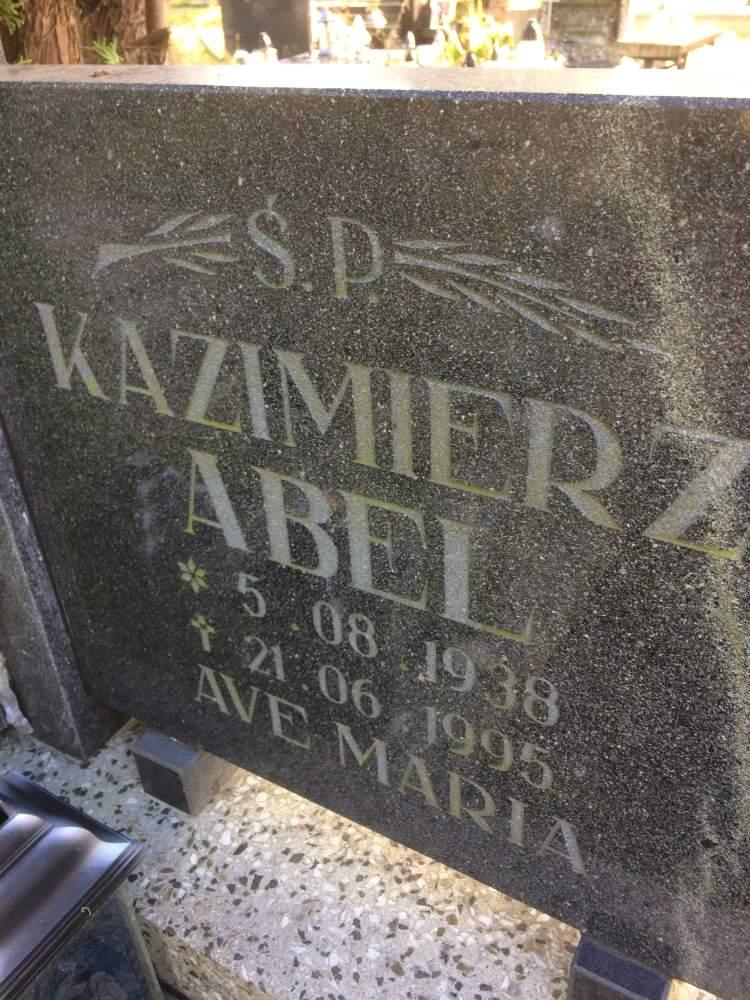 Ś.P.
KAZIMIERZ
ABEL
* 5.08.1938
† 21.06.1995
AVE MARIA